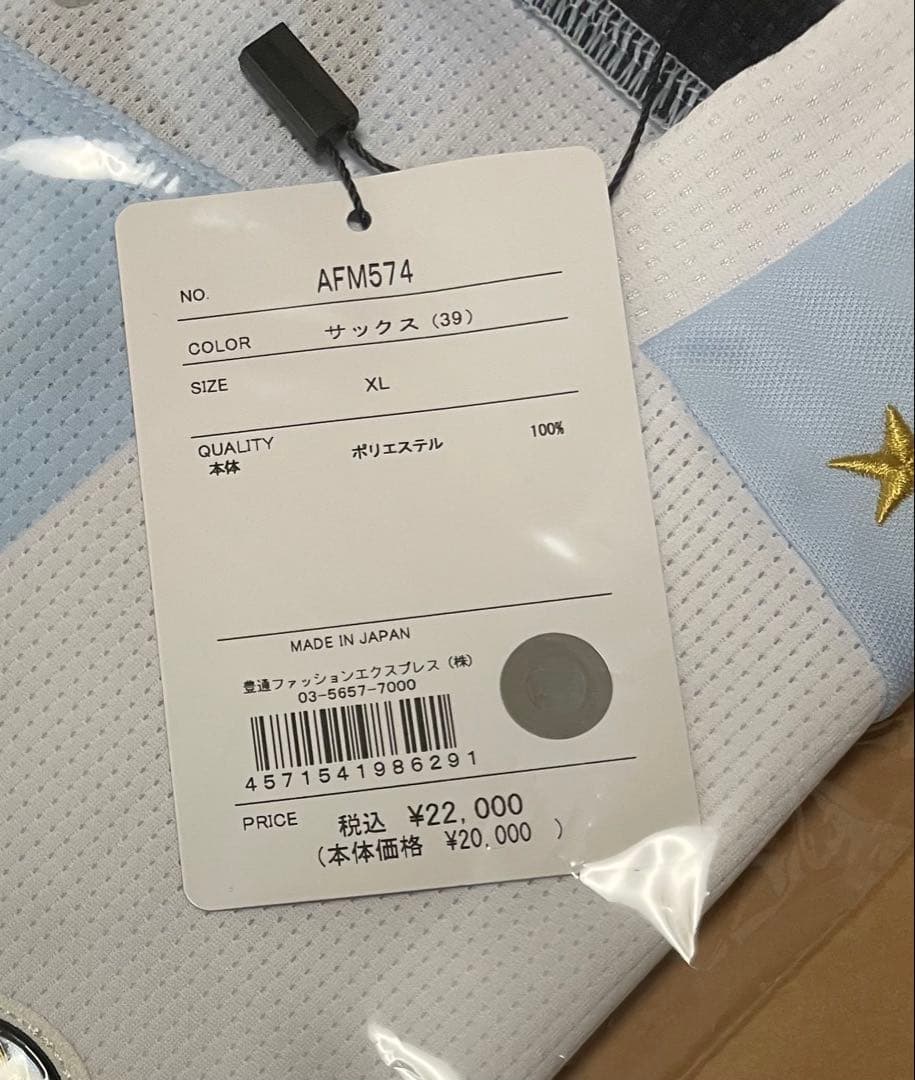 NO. AFM574
COLOR サックス（39）
SIZE XL
QUALITY
本体 ポリエステル 100%
MADE IN JAPAN
豊通ファッションエクスプレス（株）
03-5657-7000
4571541986291
PRICE 税込 ¥22,000
（本体価格 ¥20,000 ）